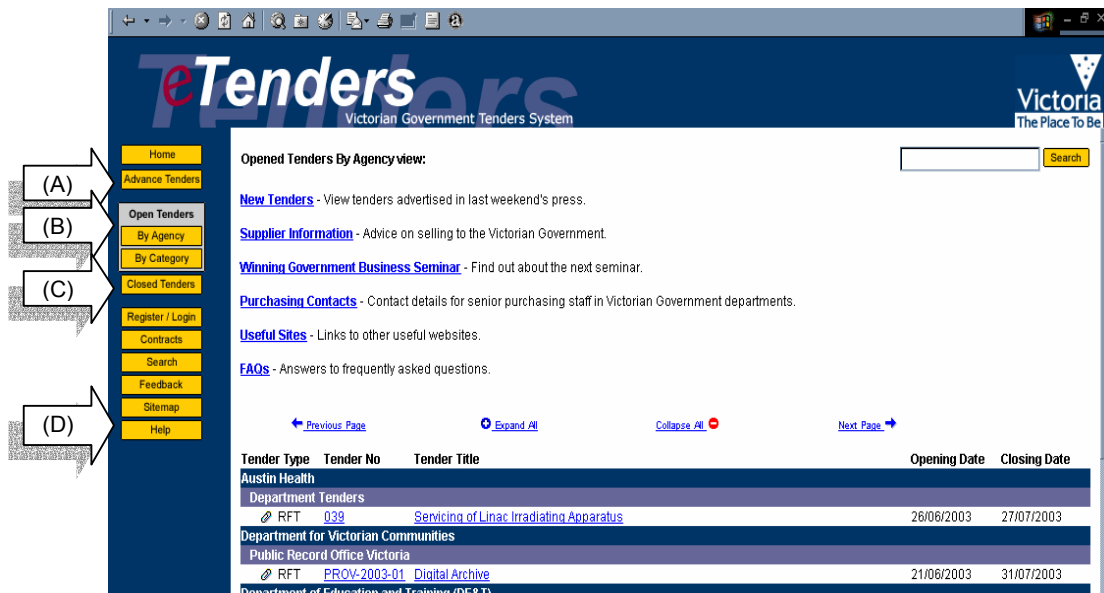 eTenders
Tenders
Victorian Government Tenders System
Victoria
The Place To Be
Home
Advance Tenders
Open Tenders
By Agency
By Category
Closed Tenders
Register / Login
Contracts
Search
Feedback
Sitemap
Help
(A)
(B)
(C)
(D)
Opened Tenders By Agency view:
Search
New Tenders - View tenders advertised in last weekend's press.
Supplier Information - Advice on selling to the Victorian Government.
Winning Government Business Seminar - Find out about the next seminar.
Purchasing Contacts - Contact details for senior purchasing staff in Victorian Government departments.
Useful Sites - Links to other useful websites.
FAQs - Answers to frequently asked questions.
Previous Page Expand All Collapse All Next Page
Tender Type Tender No Tender Title Opening Date Closing Date
Austin Health
Department Tenders
RFT 039 Servicing of Linac Irradiating Apparatus 26/06/2003 27/07/2003
Department for Victorian Communities
Public Record Office Victoria
RFT PROV-2003-01 Digital Archive 21/06/2003 31/07/2003
Department of Education and Training (DE&T)